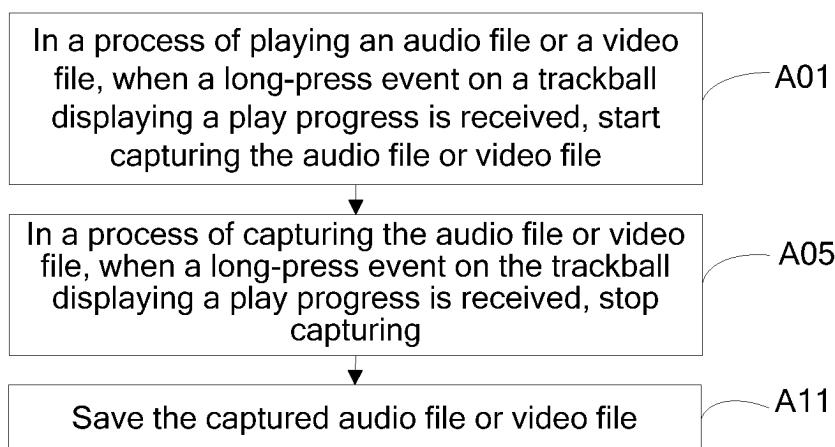 In a process of playing an audio file or a video
file, when a long-press event on a trackball
displaying a play progress is received, start
capturing the audio file or video file
A01
In a process of capturing the audio file or video
file, when a long-press event on the trackball
displaying a play progress is received, stop
capturing
A05
Save the captured audio file or video file
A11